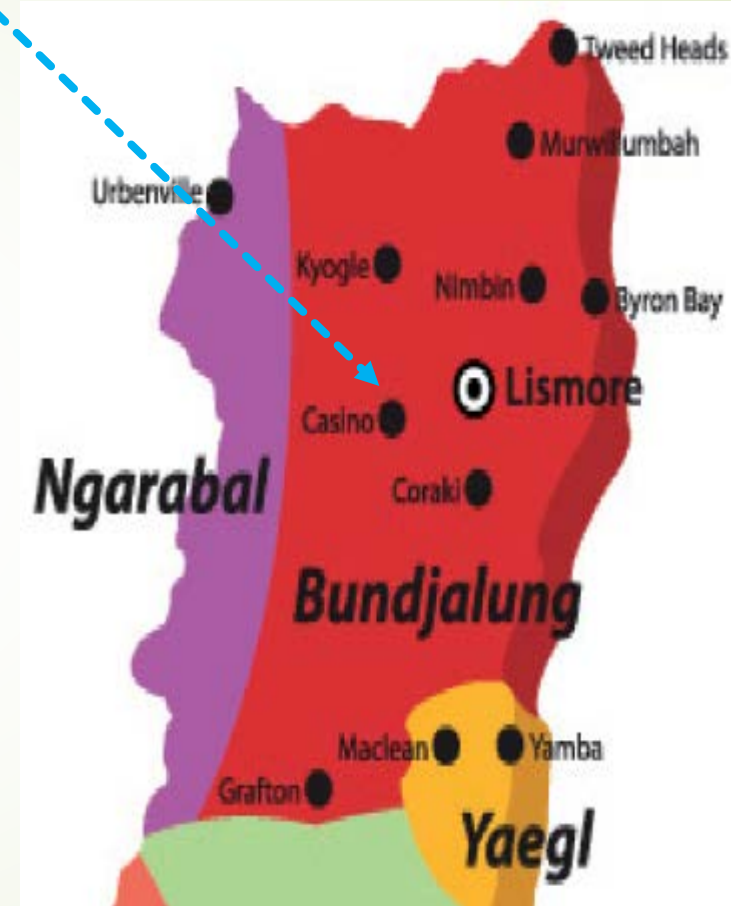 Tweed Heads
Murwillumbah
Urbenville
Kyogle
Nimbin
Byron Bay
Lismore
Casino
Ngarabal
Coraki
Bundjalung
Maclean
Yamba
Grafton
Yaegl